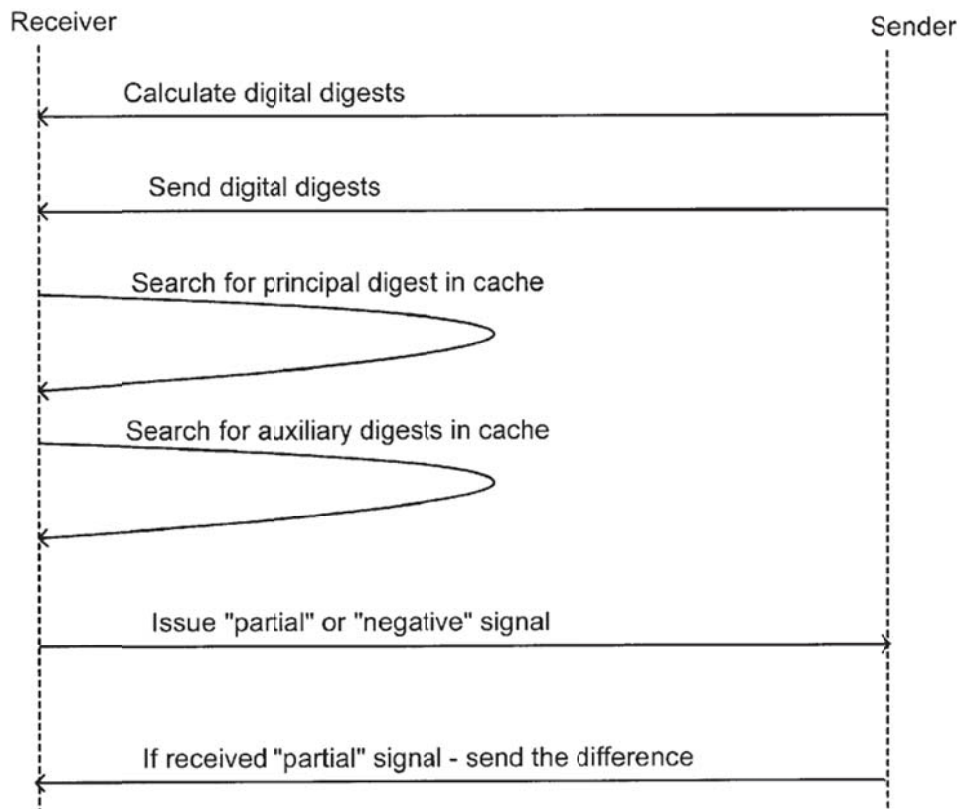 Receiver
Sender
Calculate digital digests
Send digital digests
Search for principal digest in cache
Search for auxiliary digests in cache
Issue "partial" or "negative" signal
If received "partial" signal - send the difference